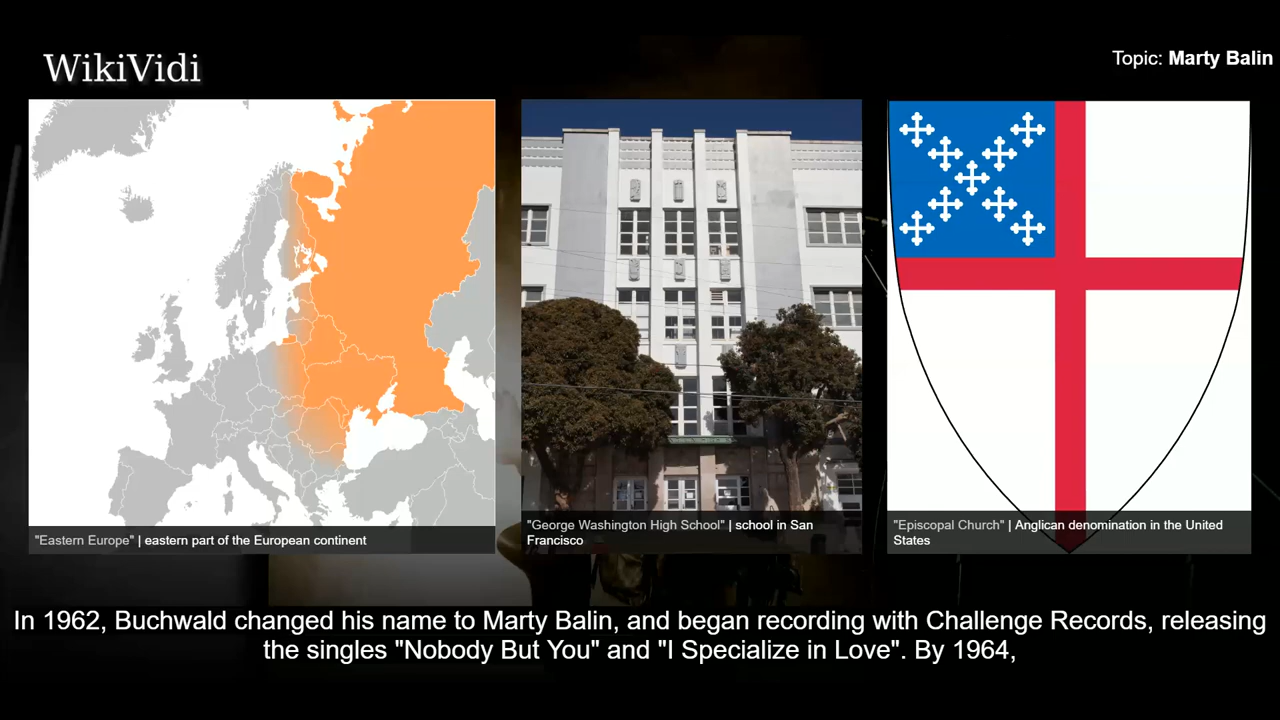 WikiVidi
Topic: Marty Balin
"Eastern Europe" | eastern part of the European continent
"George Washington High School" | school in San
Francisco
"Episcopal Church" | Anglican denomination in the United
States
In 1962, Buchwald changed his name to Marty Balin, and began recording with Challenge Records, releasing
the singles "Nobody But You" and "I Specialize in Love". By 1964,